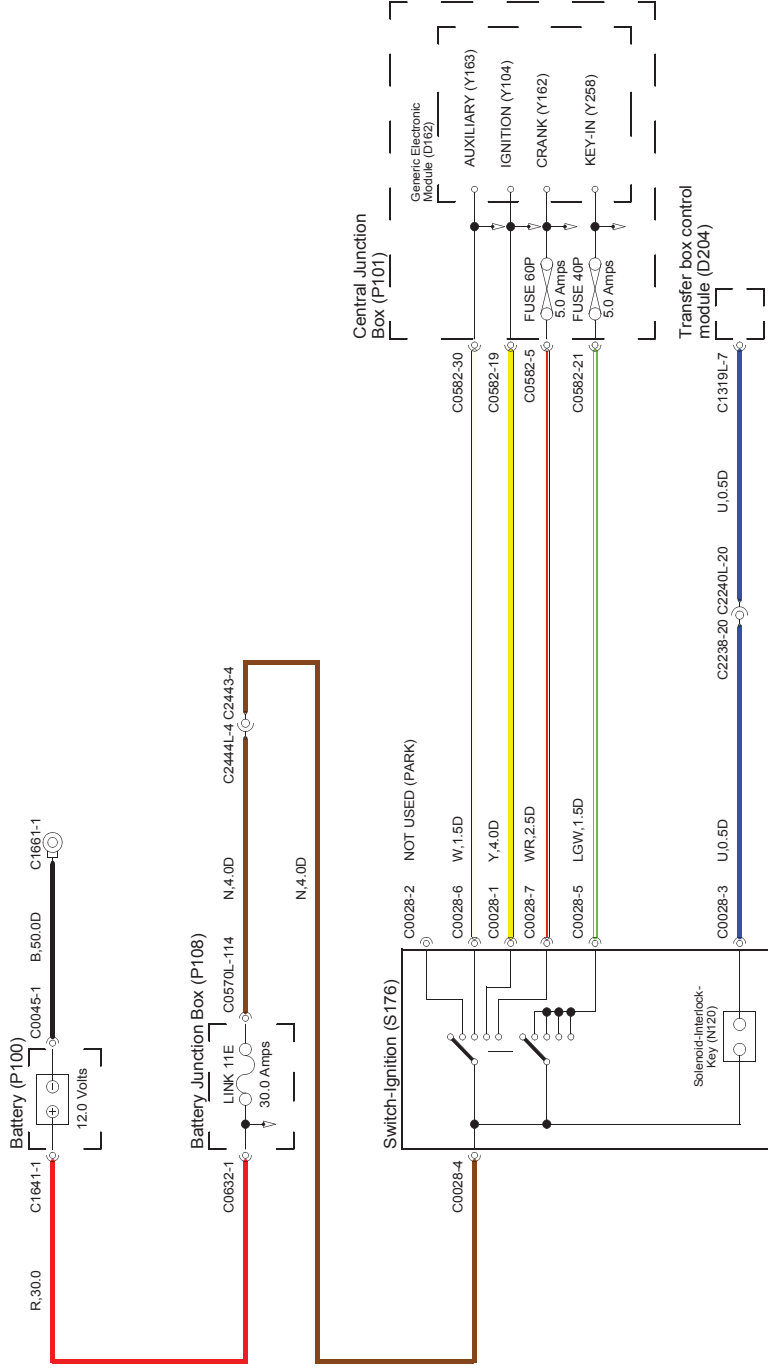 Battery (P100)
12.0 Volts
C1641-1
C0045-1
B,50.0D
C1661-1
R,30.0
Battery Junction Box (P108)
LINK 11E
30.0 Amps
C0632-1
C0570L-114
N,4.0D
C2444L-4
C2443-4
N,4.0D
Switch-Ignition (S176)
C0028-4
Solenoid-Interlock-
Key (N120)
C0028-2
NOT USED (PARK)
C0028-6
W,1.5D
C0582-30
C0028-1
Y,4.0D
C0582-19
C0028-7
WR,2.5D
C0582-5
C0028-5
LGW,1.5D
C0582-21
C0028-3
U,0.5D
C2238-20
C2240L-20
U,0.5D
C1319L-7
Central Junction
Box (P101)
Generic Electronic
Module (D162)
AUXILIARY (Y163)
IGNITION (Y104)
FUSE 60P
5.0 Amps
CRANK (Y162)
FUSE 40P
5.0 Amps
KEY-IN (Y258)
Transfer box control
module (D204)